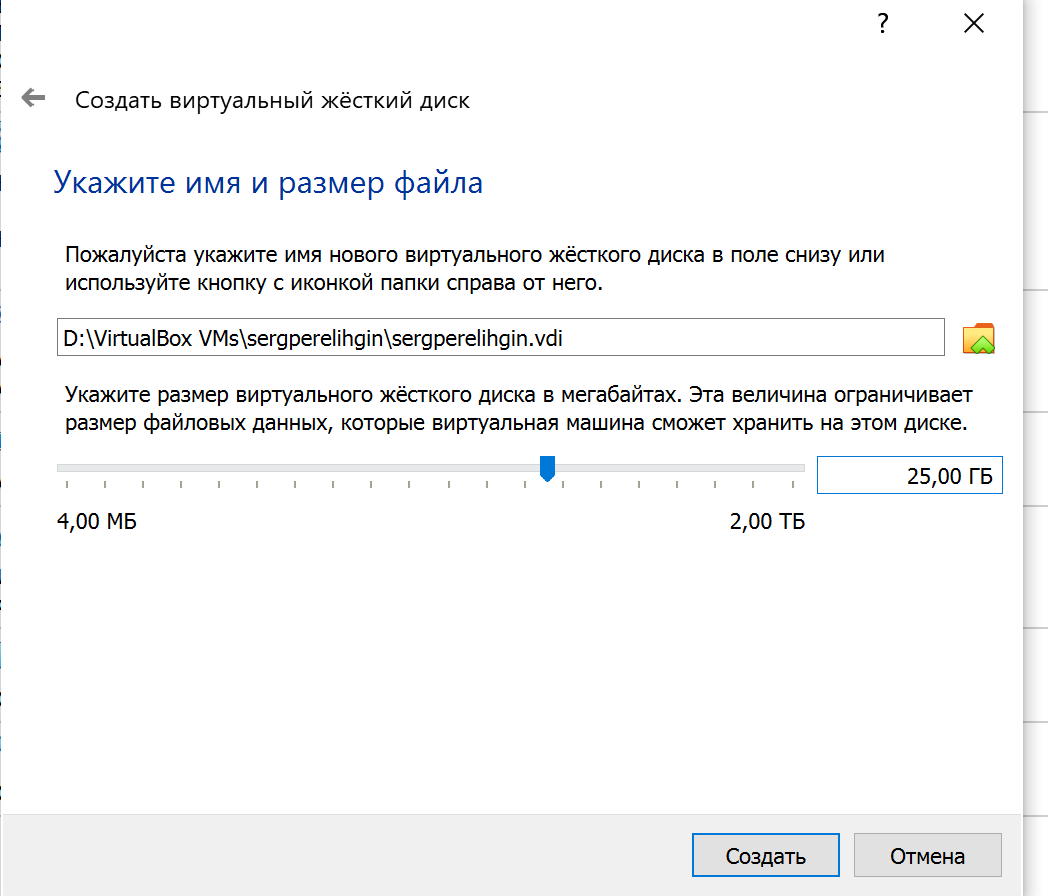 ?
Создать виртуальный жёсткий диск
Укажите имя и размер файла
Пожалуйста укажите имя нового виртуального жёсткого диска в поле снизу или
используйте кнопку с иконкой папки справа от него.
D:\VirtualBox VMs\sergperelihgin\sergperelihgin.vdi
Укажите размер виртуального жёсткого диска в мегабайтах. Эта величина ограничивает
размер файловых данных, которые виртуальная машина сможет хранить на этом диске.
25,00 ГБ
4,00 МБ 2,00 ТБ
Создать Отмена